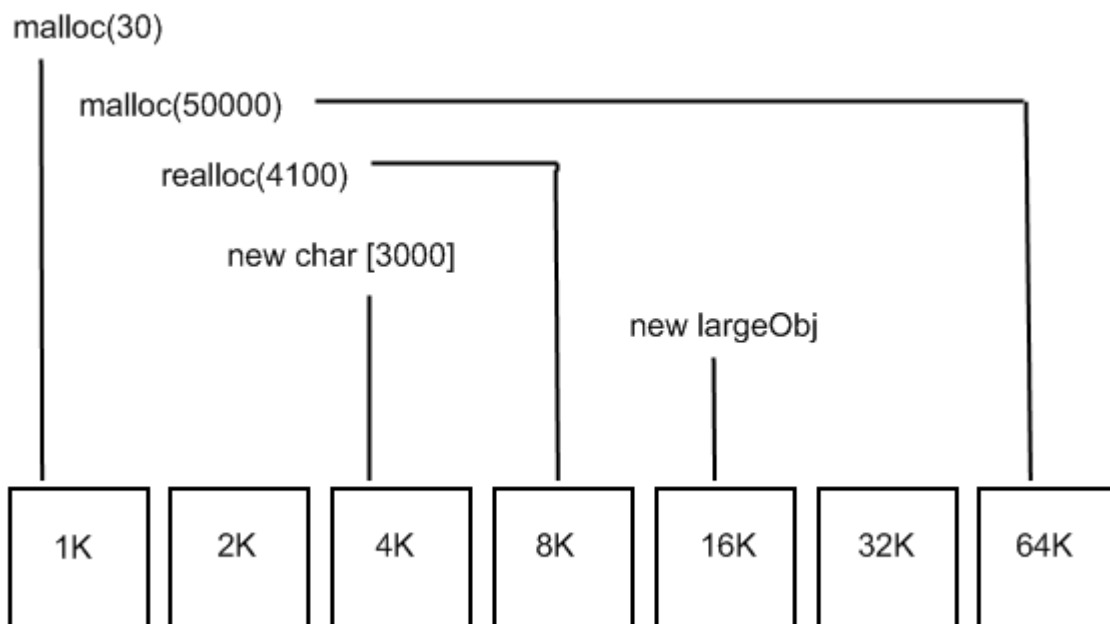 malloc(30)
malloc(50000)
realloc(4100)
new char [3000]
new largeObj
1K
2K
4K
8K
16K
32K
64K